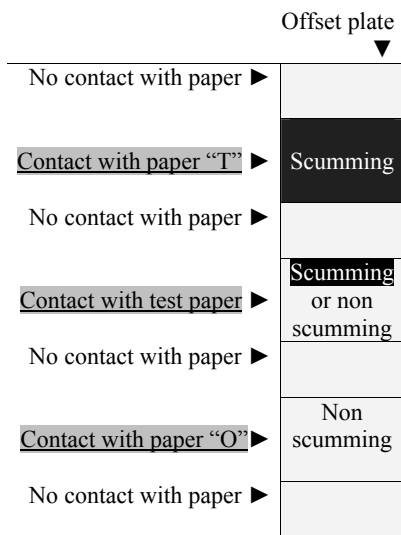 Offset plate
▼
No contact with paper ►
Contact with paper “T” ► Scumming
No contact with paper ►
Scumming
Contact with test paper ► or non
scumming
No contact with paper ►
Non
Contact with paper “O”► scumming
No contact with paper ►